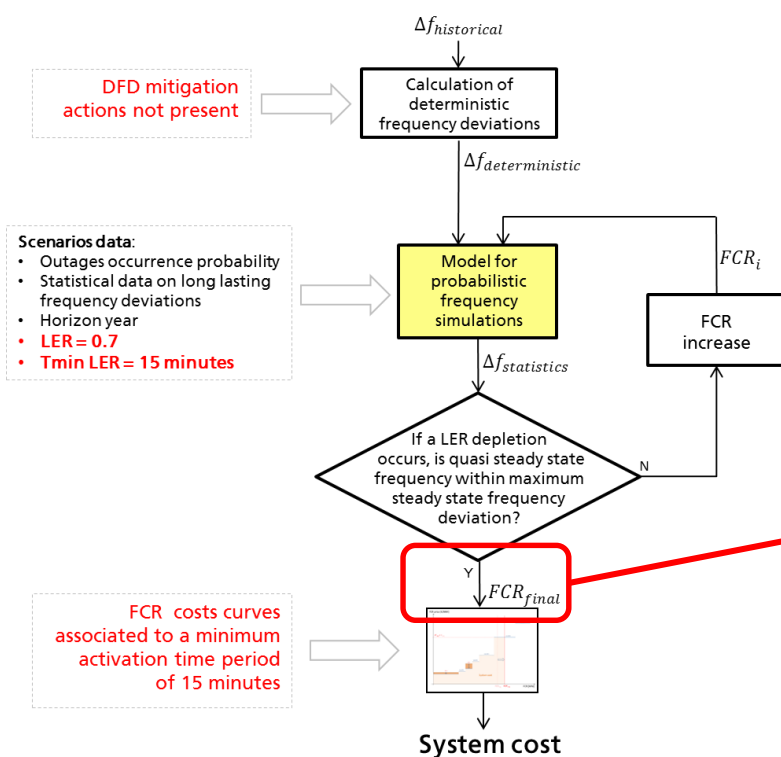 Δf_historical
DFD mitigation
actions not present
Calculation of
deterministic
frequency deviations
Δf_deterministic
Scenarios data:
• Outages occurrence probability
• Statistical data on long lasting
frequency deviations
• Horizon year
• LER = 0.7
• Tmin LER = 15 minutes
Model for
probabilistic
frequency
simulations
FCR_i
FCR
increase
Δf_statistics
If a LER depletion
occurs, is quasi steady state
frequency within maximum
steady state frequency
deviation?
N
Y
FCR_final
FCR costs curves
associated to a minimum
activation time period
of 15 minutes
System cost